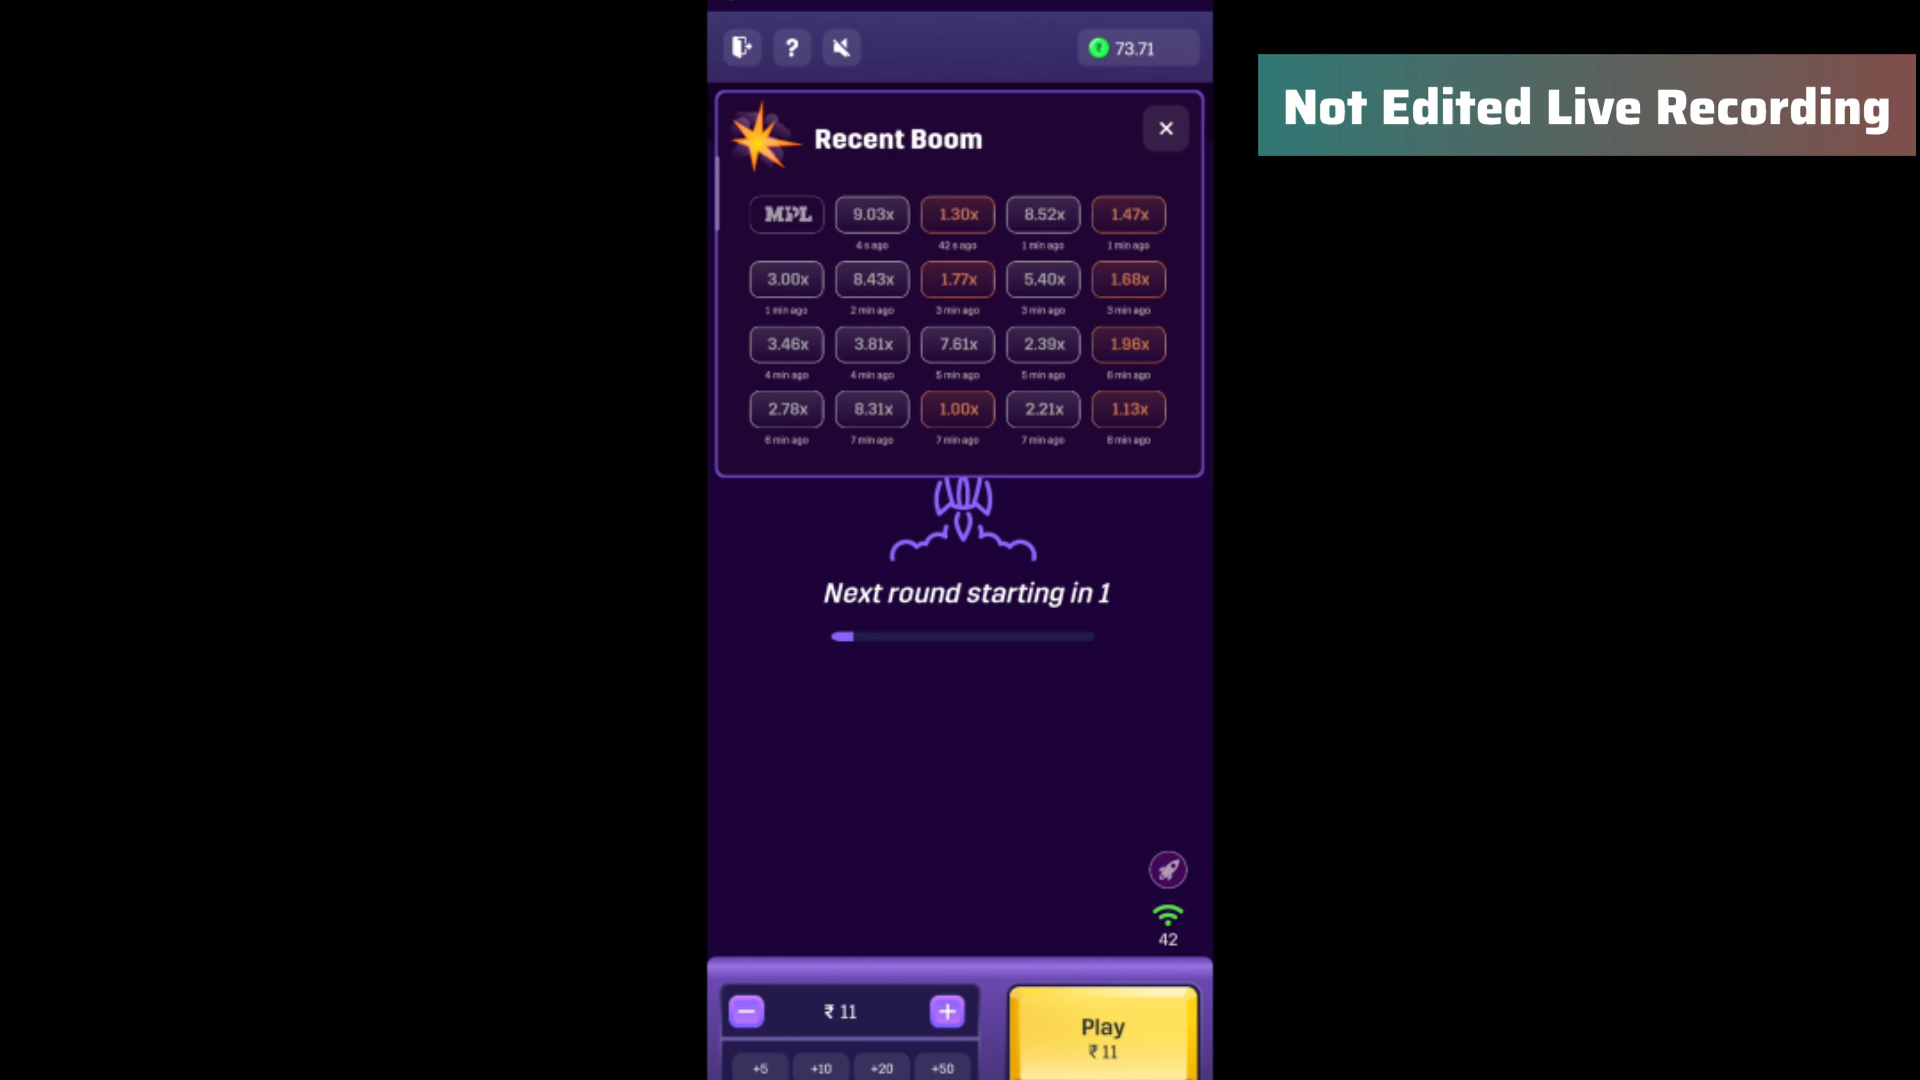 73.71
Not Edited Live Recording
Recent Boom
MPL 9.03x 1.30x 8.52x 1.47x
4 s ago 42 s ago 1 min ago 1 min ago
3.00x 8.43x 1.77x 5.40x 1.68x
1 min ago 2 min ago 3 min ago 3 min ago 3 min ago
3.46x 3.81x 7.61x 2.39x 1.96x
4 min ago 4 min ago 5 min ago 5 min ago 6 min ago
2.78x 8.31x 1.00x 2.21x 1.13x
6 min ago 7 min ago 7 min ago 7 min ago 8 min ago
Next round starting in 1
42
₹ 11
Play
₹ 11
+5 +10 +20 +50